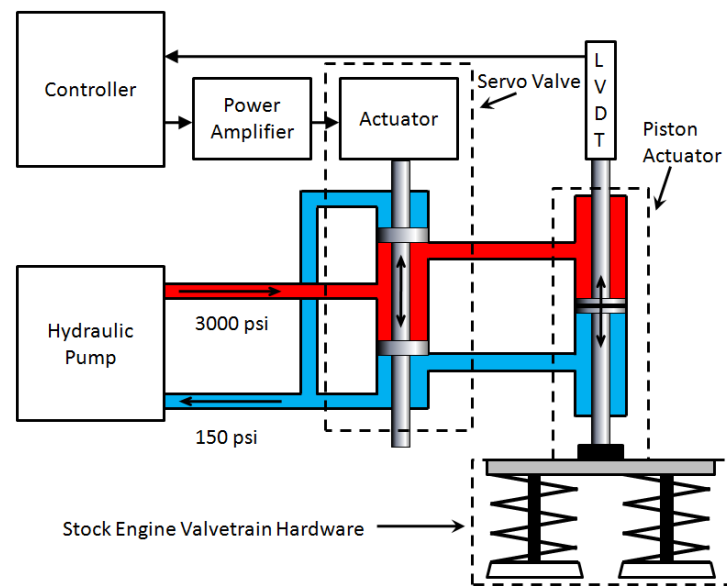 Controller
Power
Amplifier
Actuator
Servo Valve
L
V
D
T
Piston
Actuator
Hydraulic
Pump
3000 psi
150 psi
Stock Engine Valvetrain Hardware